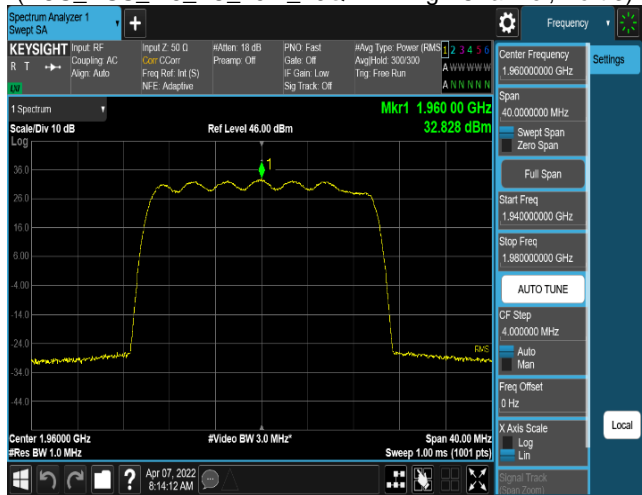 Spectrum Analyzer 1
Swept SA
+
Frequency
KEYSIGHT
R T
LXI
Input: RF
Coupling: AC
Align: Auto
Input Z: 50 Ω
Corr CCorr
Freq Ref: Int (S)
NFE: Adaptive
#Atten: 18 dB
Preamp: Off
PNO: Fast
Gate: Off
IF Gain: Low
Sig Track: Off
#Avg Type: Power (RMS
Avg|Hold: 300/300
Trig: Free Run
1 2 3 4 5 6
A W W W W W
A N N N N N
1 Spectrum
Scale/Div 10 dB
Log
Ref Level 46.00 dBm
Mkr1 1.960 00 GHz
32.828 dBm
1
36.0
26.0
16.0
6.00
-4.00
-14.0
-24.0
-34.0
-44.0
RMS
Center 1.96000 GHz
#Res BW 1.0 MHz
#Video BW 3.0 MHz*
Span 40.00 MHz
Sweep 1.00 ms (1001 pts)
Apr 07, 2022
8:14:12 AM
?
Center Frequency
1.960000000 GHz
Settings
Span
40.0000000 MHz
Swept Span
Zero Span
Full Span
Start Freq
1.940000000 GHz
Stop Freq
1.980000000 GHz
AUTO TUNE
CF Step
4.000000 MHz
Auto
Man
Freq Offset
0 Hz
X Axis Scale
Log
Lin
Local
Signal Track
(Span Zoom)